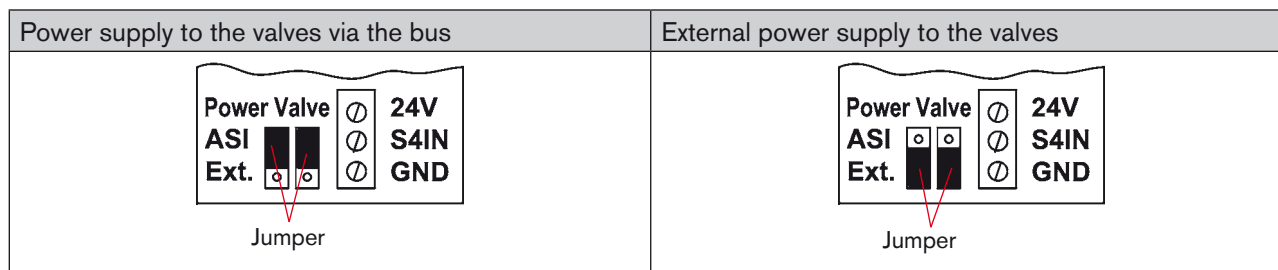 Power supply to the valves via the bus
External power supply to the valves
Power Valve 24V
ASI S4IN
Ext. GND
Jumper
Power Valve 24V
ASI S4IN
Ext. GND
Jumper